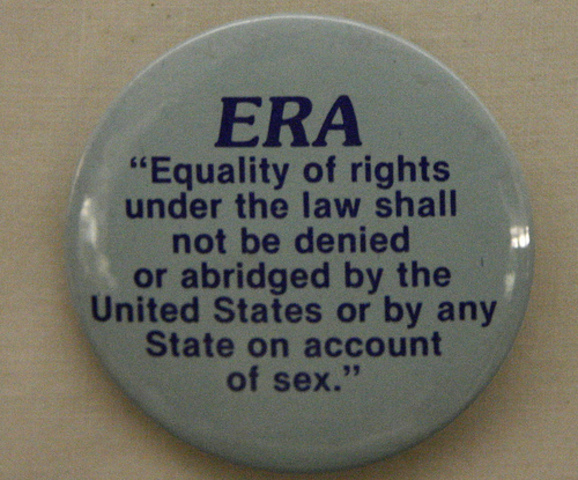 ERA
“Equality of rights
under the law shall
not be denied
or abridged by the
United States or by any
State on account
of sex.”